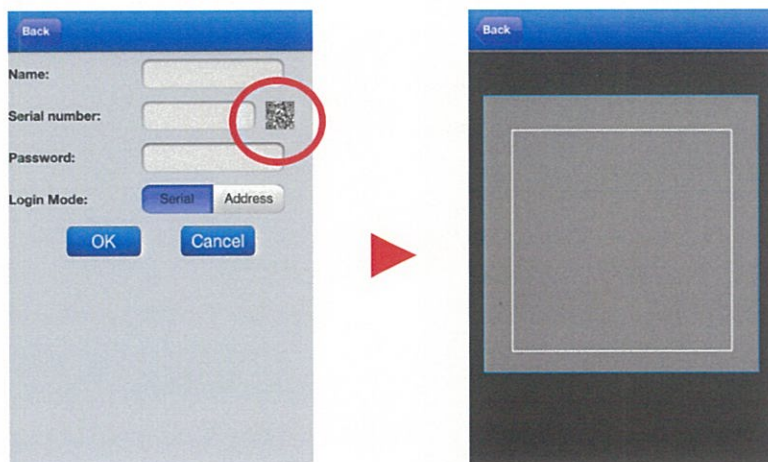 Back
Name:
Serial number:
Password:
Login Mode:
Serial
Address
OK
Cancel
Back